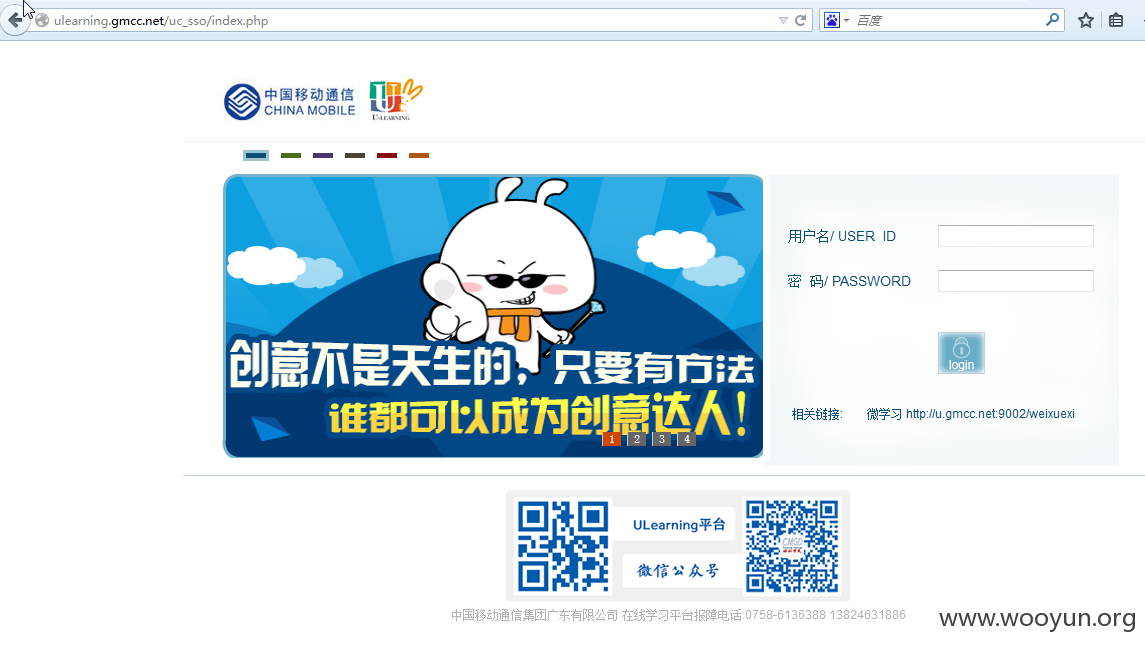 ulearning.gmcc.net/uc_sso/index.php
百度
中国移动通信
CHINA MOBILE
U-LEARNING
用户名/ USER ID
密 码/ PASSWORD
login
相关链接: 微学习 http://u.gmcc.net:9002/weixuexi
创意不是天生的，只要有方法
谁都可以成为创意达人!
1 2 3 4
ULearning平台
微信公众号
CMGD
中国移动通信集团广东有限公司 在线学习平台报障电话:0758-6136388 13824631886
www.wooyun.org